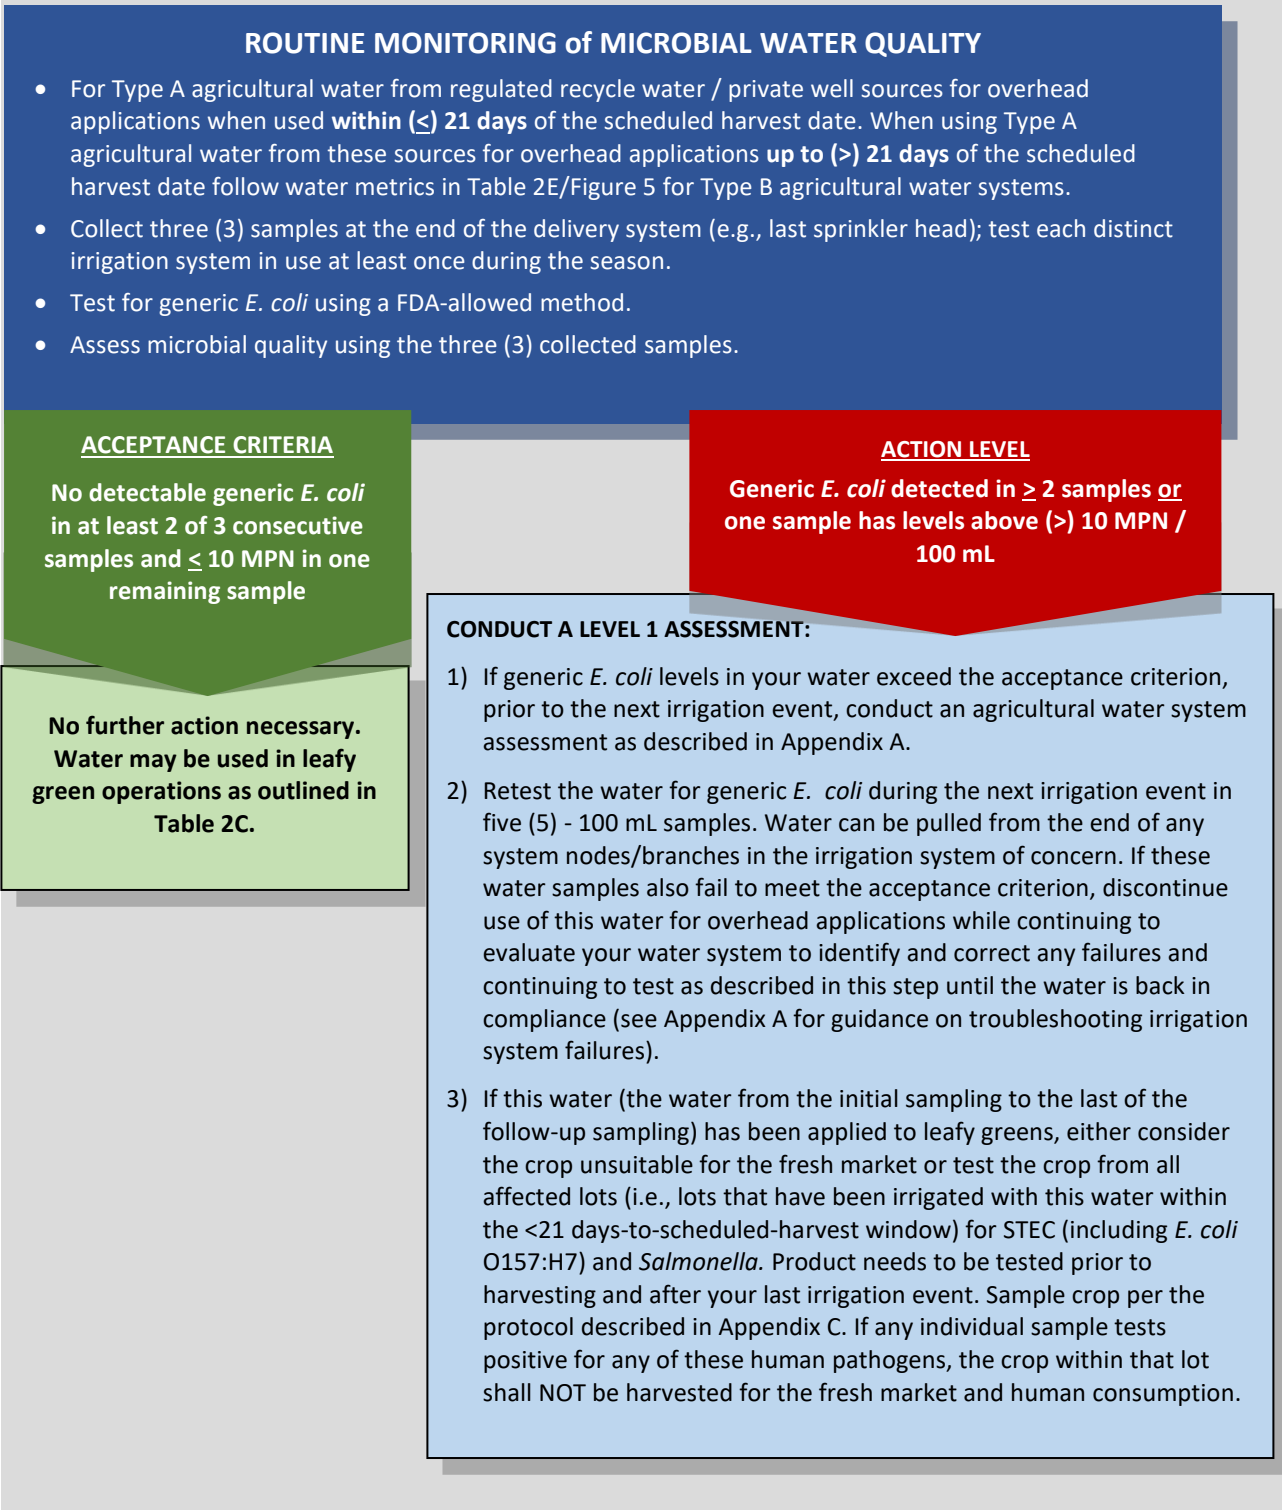 ROUTINE MONITORING of MICROBIAL WATER QUALITY
• For Type A agricultural water from regulated recycle water / private well sources for overhead
applications when used within (≤) 21 days of the scheduled harvest date. When using Type A
agricultural water from these sources for overhead applications up to (>) 21 days of the scheduled
harvest date follow water metrics in Table 2E/Figure 5 for Type B agricultural water systems.
• Collect three (3) samples at the end of the delivery system (e.g., last sprinkler head); test each distinct
irrigation system in use at least once during the season.
• Test for generic E. coli using a FDA-allowed method.
• Assess microbial quality using the three (3) collected samples.
ACCEPTANCE CRITERIA
No detectable generic E. coli
in at least 2 of 3 consecutive
samples and ≤ 10 MPN in one
remaining sample
No further action necessary.
Water may be used in leafy
green operations as outlined in
Table 2C.
ACTION LEVEL
Generic E. coli detected in ≥ 2 samples or
one sample has levels above (>) 10 MPN /
100 mL
CONDUCT A LEVEL 1 ASSESSMENT:
1) If generic E. coli levels in your water exceed the acceptance criterion,
prior to the next irrigation event, conduct an agricultural water system
assessment as described in Appendix A.
2) Retest the water for generic E. coli during the next irrigation event in
five (5) - 100 mL samples. Water can be pulled from the end of any
system nodes/branches in the irrigation system of concern. If these
water samples also fail to meet the acceptance criterion, discontinue
use of this water for overhead applications while continuing to
evaluate your water system to identify and correct any failures and
continuing to test as described in this step until the water is back in
compliance (see Appendix A for guidance on troubleshooting irrigation
system failures).
3) If this water (the water from the initial sampling to the last of the
follow-up sampling) has been applied to leafy greens, either consider
the crop unsuitable for the fresh market or test the crop from all
affected lots (i.e., lots that have been irrigated with this water within
the <21 days-to-scheduled-harvest window) for STEC (including E. coli
O157:H7) and Salmonella. Product needs to be tested prior to
harvesting and after your last irrigation event. Sample crop per the
protocol described in Appendix C. If any individual sample tests
positive for any of these human pathogens, the crop within that lot
shall NOT be harvested for the fresh market and human consumption.